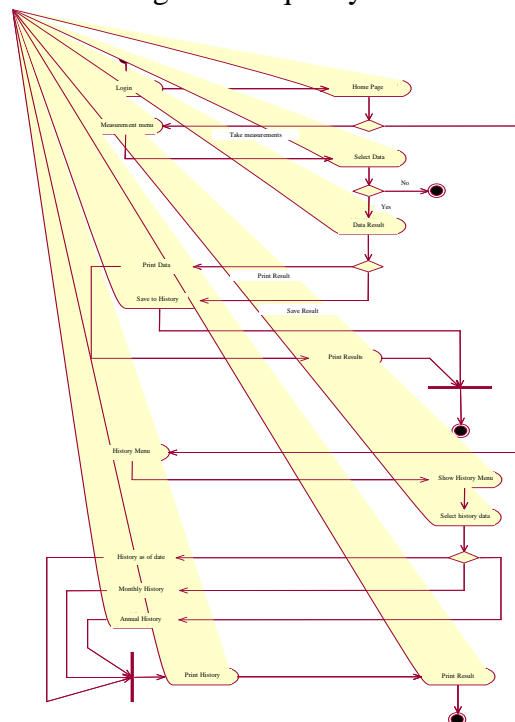 Login
Home Page
Measurment menu
Take measurements
Select Data
No
Yes
Data Result
Print Data
Print Result
Save to History
Save Result
Print Results
History Menu
Show History Menu
Select history data
History as of date
Monthly History
Annual History
Print History
Print Result